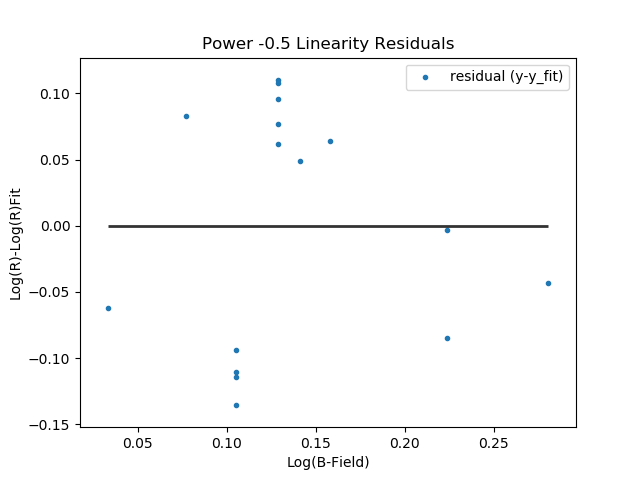 Power -0.5 Linearity Residuals
residual (y-y_fit)
0.10
0.05
0.00
−0.05
−0.10
−0.15
Log(R)-Log(R)Fit
0.05 0.10 0.15 0.20 0.25
Log(B-Field)